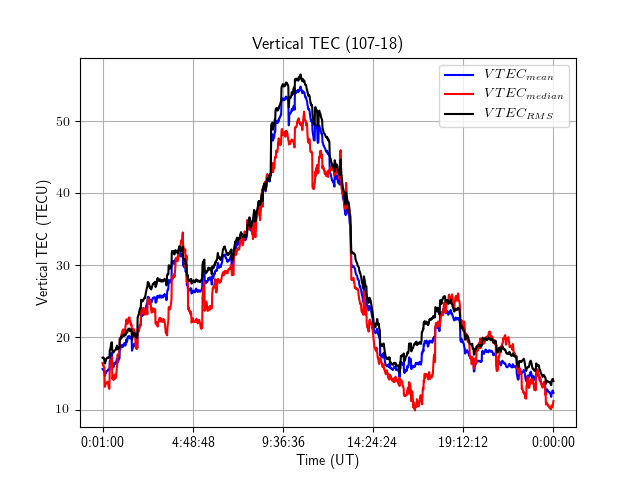 Vertical TEC (107-18)
VTEC_mean
VTEC_median
VTEC_RMS
Vertical TEC (TECU)
50
40
30
20
10
0:01:00 4:48:48 9:36:36 14:24:24 19:12:12 0:00:00
Time (UT)